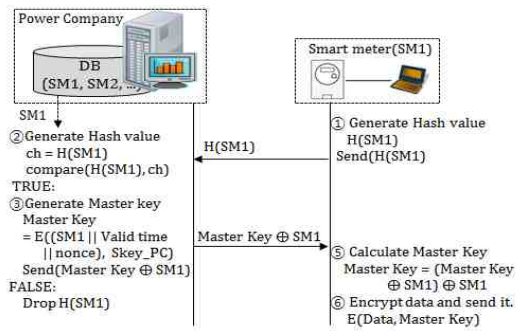 Power Company
DB
(SM1, SM2, ..)
Smart meter(SM1)
SM1
②Generate Hash value
ch = H(SM1)
compare(H(SM1), ch)
TRUE:
③Generate Master key
Master Key
= E((SM1 || Valid time
|| nonce), Skey_PC)
Send(Master Key ⊕ SM1)
FALSE:
Drop H(SM1)
H(SM1)
Master Key ⊕ SM1
① Generate Hash value
H(SM1)
Send(H(SM1)
⑤ Calculate Master Key
Master Key = (Master Key
⊕ SM1) ⊕ SM1
⑥ Encrypt data and send it.
E(Data, Master Key)